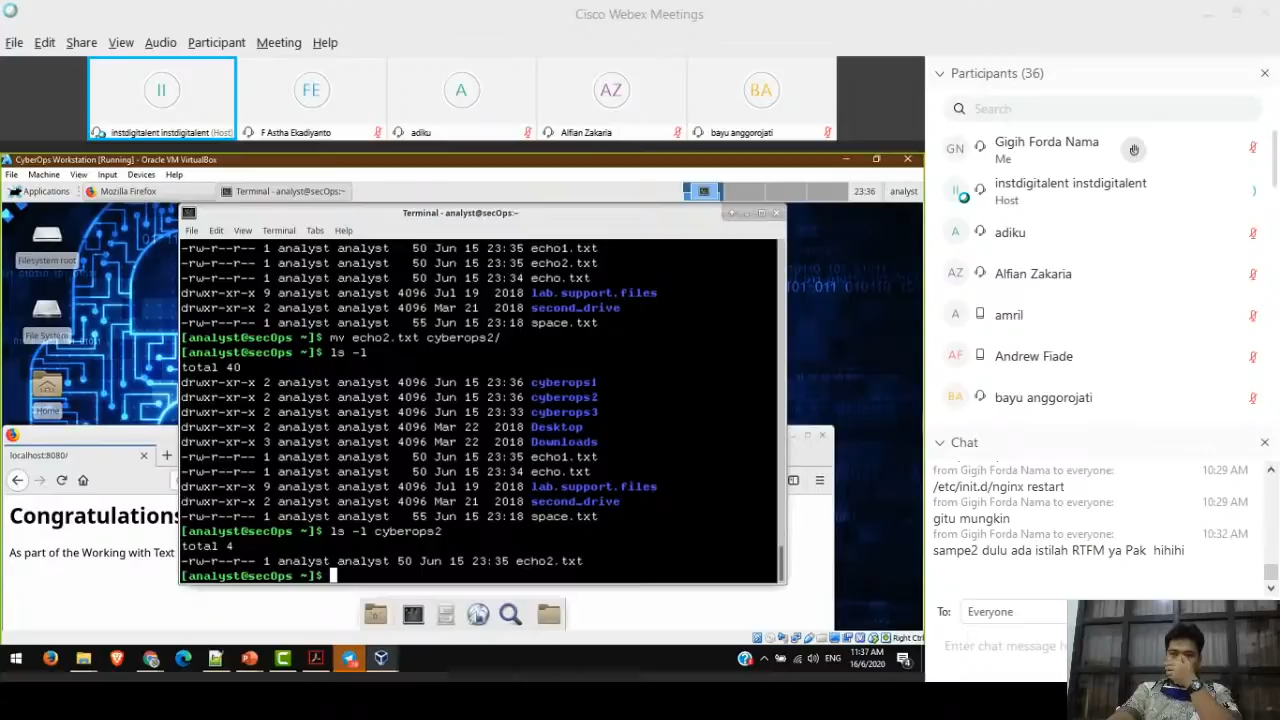 Cisco Webex Meetings
File Edit Share View Audio Participant Meeting Help
II FE A AZ BA
instdigitalent instdigitalent (Host) F Astha Ekadiyanto adiku Alfian Zakaria bayu anggorojati
CyberOps Workstation [Running] - Oracle VM VirtualBox
File Machine View Input Devices Help
Applications Mozilla Firefox Terminal - analyst@secOps:~ 23:36 analyst
Terminal - analyst@secOps:~
File Edit View Terminal Tabs Help
-rw-r--r-- 1 analyst analyst 50 Jun 15 23:35 echo1.txt
-rw-r--r-- 1 analyst analyst 50 Jun 15 23:35 echo2.txt
-rw-r--r-- 1 analyst analyst 50 Jun 15 23:34 echo.txt
drwxr-xr-x 9 analyst analyst 4096 Jul 19 2018 lab.support.files
drwxr-xr-x 2 analyst analyst 4096 Mar 21 2018 second_drive
-rw-r--r-- 1 analyst analyst 55 Jun 15 23:18 space.txt
[analyst@secOps ~]$ mv echo2.txt cyberops2/
[analyst@secOps ~]$ ls -l
total 40
drwxr-xr-x 2 analyst analyst 4096 Jun 15 23:36 cyberops1
drwxr-xr-x 2 analyst analyst 4096 Jun 15 23:36 cyberops2
drwxr-xr-x 2 analyst analyst 4096 Jun 15 23:33 cyberops3
drwxr-xr-x 2 analyst analyst 4096 Mar 22 2018 Desktop
drwxr-xr-x 3 analyst analyst 4096 Mar 22 2018 Downloads
-rw-r--r-- 1 analyst analyst 50 Jun 15 23:35 echo1.txt
-rw-r--r-- 1 analyst analyst 50 Jun 15 23:34 echo.txt
drwxr-xr-x 9 analyst analyst 4096 Jul 19 2018 lab.support.files
drwxr-xr-x 2 analyst analyst 4096 Mar 21 2018 second_drive
-rw-r--r-- 1 analyst analyst 55 Jun 15 23:18 space.txt
[analyst@secOps ~]$ ls -l cyberops2
total 4
-rw-r--r-- 1 analyst analyst 50 Jun 15 23:35 echo2.txt
[analyst@secOps ~]$
Filesystem root
File System
Home
localhost:8080/
Congratulations
As part of the Working with Text
Right Ctrl
ENG
11:37 AM
16/6/2020
4
Participants (36)
Search
GN Gigih Forda Nama
Me
II instdigitalent instdigitalent
Host
A adiku
AZ Alfian Zakaria
A amril
AF Andrew Fiade
BA bayu anggorojati
Chat
from Gigih Forda Nama to everyone: 10:29 AM
/etc/init.d/nginx restart
from Gigih Forda Nama to everyone: 10:29 AM
gitu mungkin
from Gigih Forda Nama to everyone: 10:32 AM
sampe2 dulu ada istilah RTFM ya Pak hihihi
To: Everyone
Enter chat message h